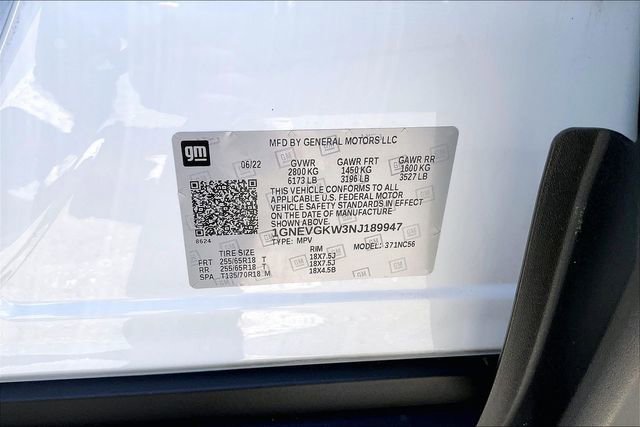 MFD BY GENERAL MOTORS LLC
gm
06/22 GVWR GAWR FRT GAWR RR
2800 KG 1450 KG 1600 KG
6173 LB 3196 LB 3527 LB
THIS VEHICLE CONFORMS TO ALL
APPLICABLE U.S. FEDERAL MOTOR
VEHICLE SAFETY STANDARDS IN EFFECT
ON THE DATE OF MANUFACTURE
SHOWN ABOVE.
1GNEVGKW3NJ189947
8624 TYPE: MPV MODEL: 371NC56
TIRE SIZE RIM
FRT 255/65R18 T 18X7.5J
RR 255/65R18 T 18X7.5J
SPA T135/70R18 M 18X4.5B